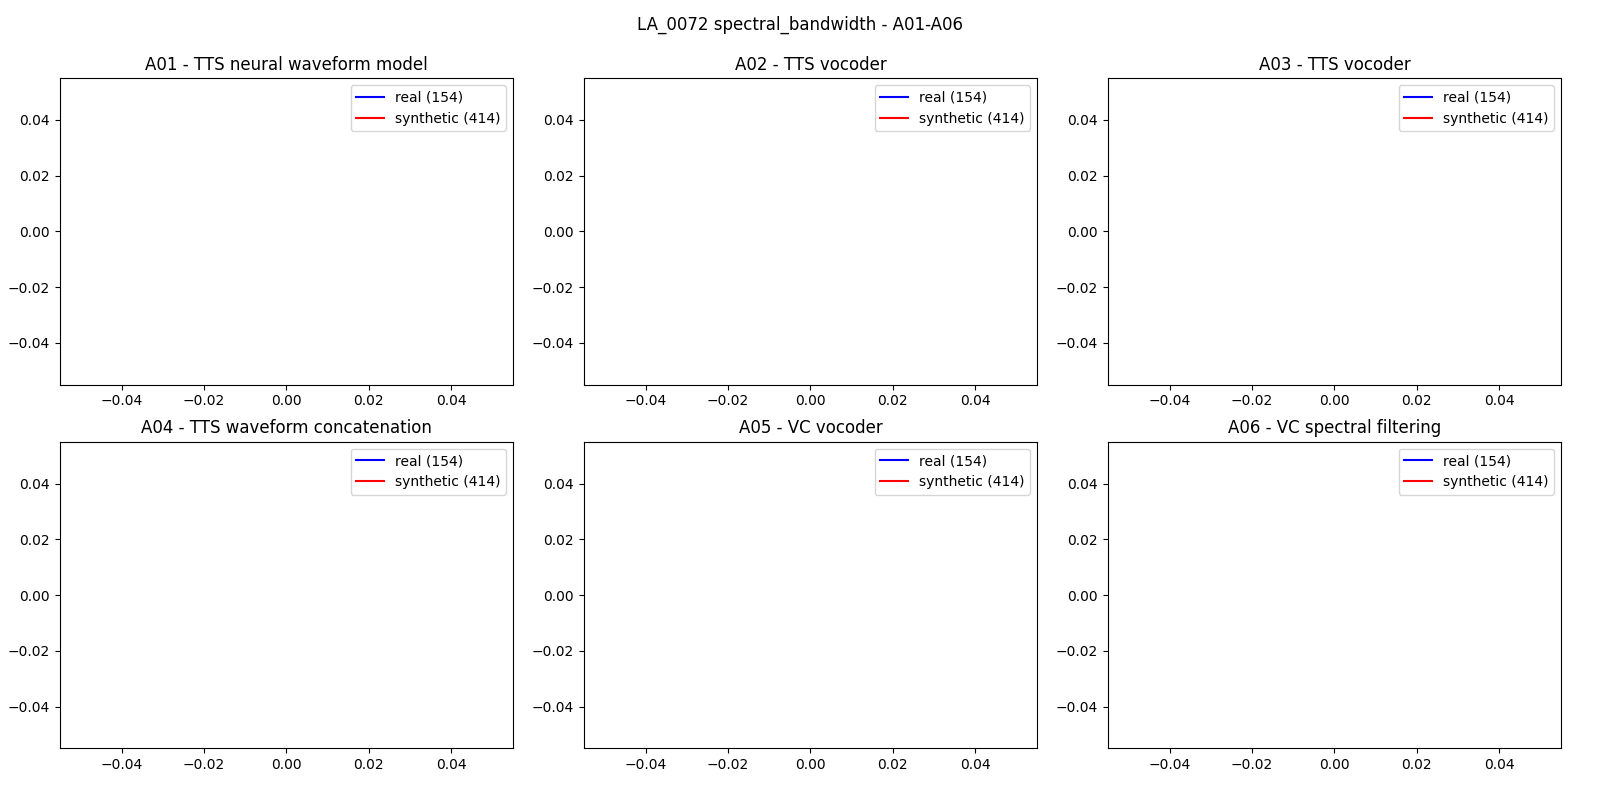 LA_0072 spectral_bandwidth - A01-A06
A01 - TTS neural waveform model
real (154)
synthetic (414)
0.04
0.02
0.00
−0.02
−0.04
−0.04 −0.02 0.00 0.02 0.04
A02 - TTS vocoder
real (154)
synthetic (414)
0.04
0.02
0.00
−0.02
−0.04
−0.04 −0.02 0.00 0.02 0.04
A03 - TTS vocoder
real (154)
synthetic (414)
0.04
0.02
0.00
−0.02
−0.04
−0.04 −0.02 0.00 0.02 0.04
A04 - TTS waveform concatenation
real (154)
synthetic (414)
0.04
0.02
0.00
−0.02
−0.04
−0.04 −0.02 0.00 0.02 0.04
A05 - VC vocoder
real (154)
synthetic (414)
0.04
0.02
0.00
−0.02
−0.04
−0.04 −0.02 0.00 0.02 0.04
A06 - VC spectral filtering
real (154)
synthetic (414)
0.04
0.02
0.00
−0.02
−0.04
−0.04 −0.02 0.00 0.02 0.04